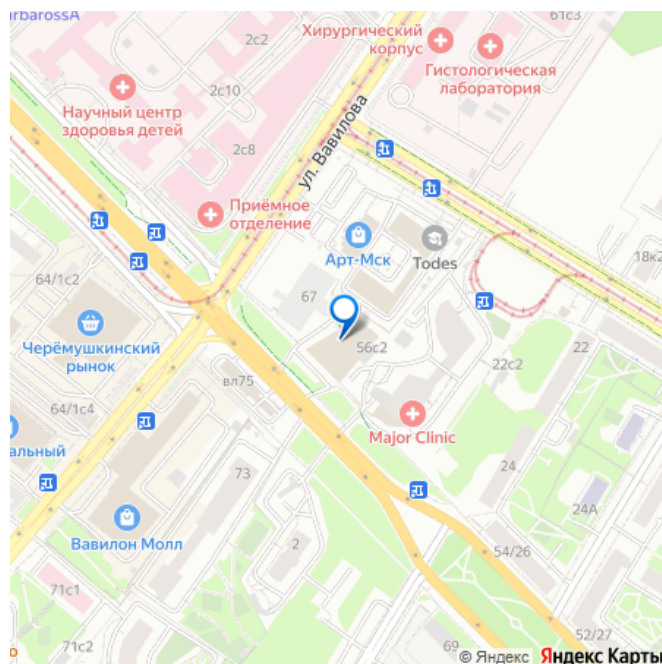 arbarossA
2с2
Хирургический
корпус
61с3
Гистологическая
лаборатория
2с10
Научный центр
здоровья детей
2с8
ул. Вавилова
Приёмное
отделение
Арт-Мск
Todes
18к2
64/1с2
67
Черёмушкинский
рынок
56с2
22с2
22
вл75
64/1с4
Major Clinic
альный
73
24
24А
Вавилон Молл
2
54/26
71с1
71с2
69
52/27
о
© Яндекс Яндекс Карты